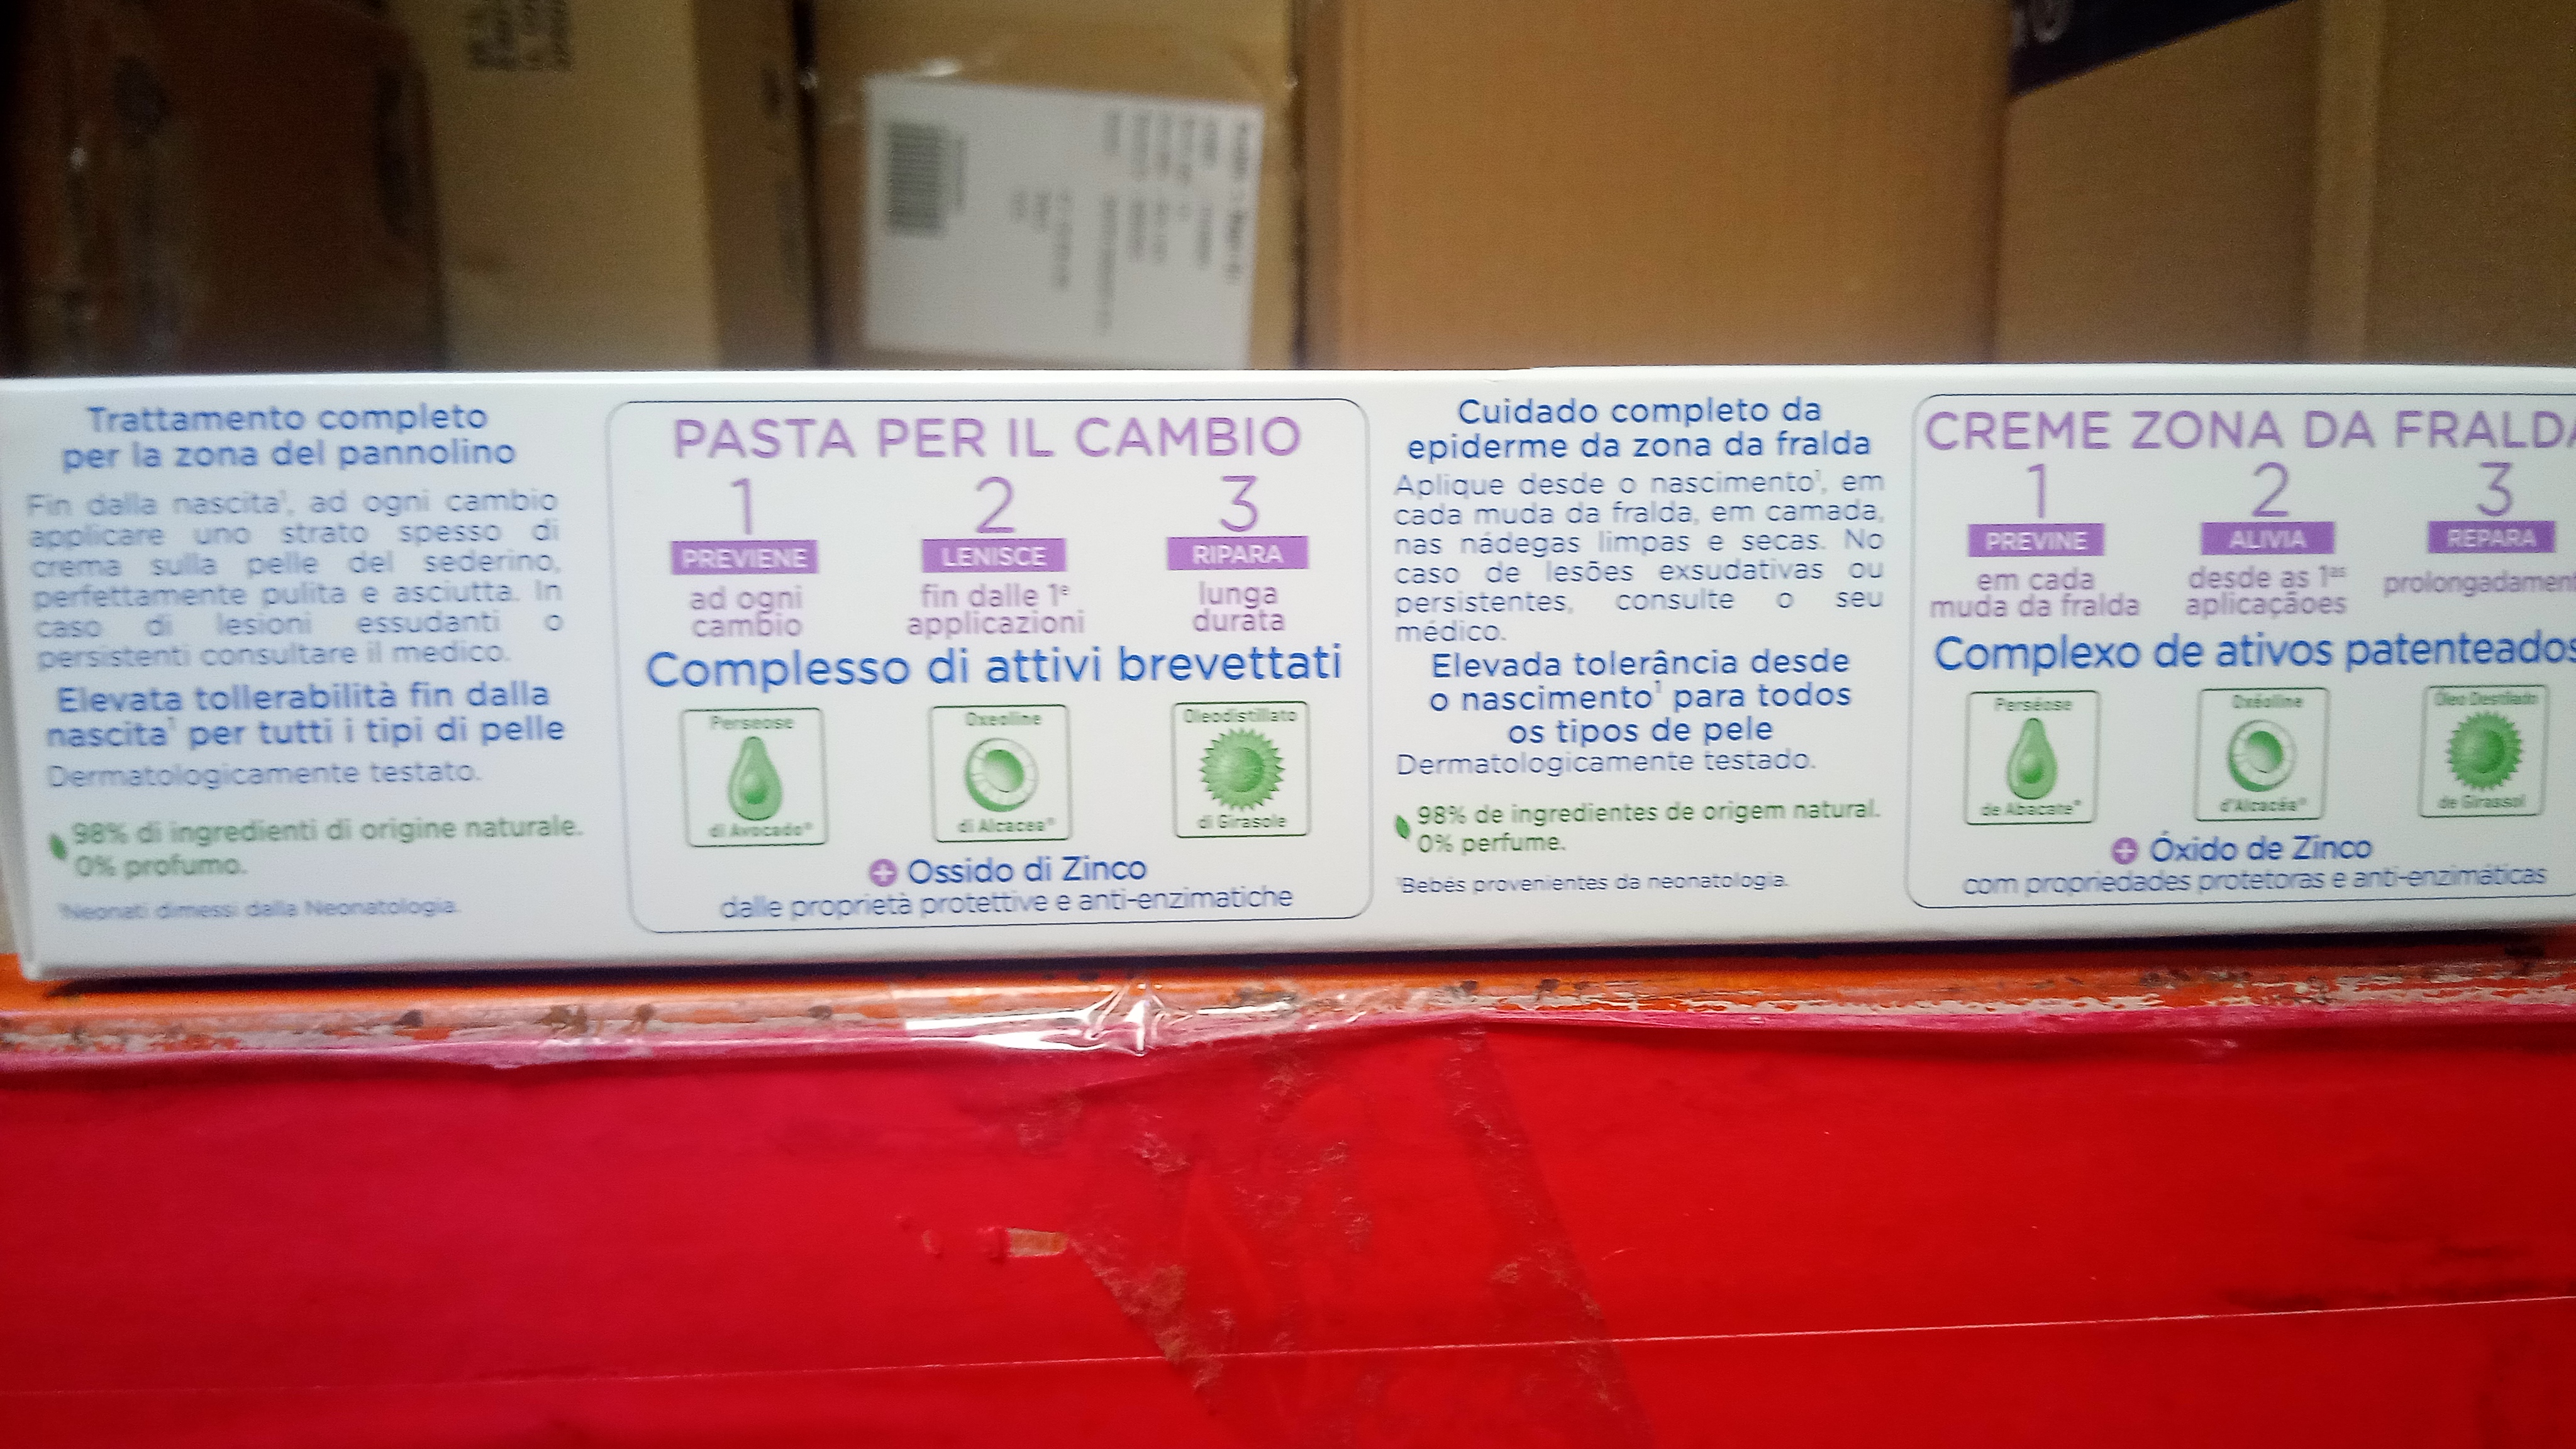 Trattamento completo
per la zona del pannolino
Fin dalla nascita¹, ad ogni cambio
applicare uno strato spesso di
crema sulla pelle del sederino,
perfettamente pulita e asciutta. In
caso di lesioni essudanti o
persistenti consultare il medico.
Elevata tollerabilità fin dalla
nascita¹ per tutti i tipi di pelle
Dermatologicamente testato.
98% di ingredienti di origine naturale.
0% profumo.
¹Neonati dimessi dalla Neonatologia.
PASTA PER IL CAMBIO
1 2 3
PREVIENE LENISCE RIPARA
ad ogni fin dalle 1ᵉ lunga
cambio applicazioni durata
Complesso di attivi brevettati
Perseose Oxeoline Oleodistillato
di Avocado® di Alcacea® di Girasole
Ossido di Zinco
dalle proprietà protettive e anti-enzimatiche
Cuidado completo da
epiderme da zona da fralda
Aplique desde o nascimento¹, em
cada muda da fralda, em camada,
nas nádegas limpas e secas. No
caso de lesões exsudativas ou
persistentes, consulte o seu
médico.
Elevada tolerância desde
o nascimento¹ para todos
os tipos de pele
Dermatologicamente testado.
98% de ingredientes de origem natural.
0% perfume.
¹Bebés provenientes da neonatologia.
CREME ZONA DA FRALDA
1 2 3
PREVINE ALIVIA REPARA
em cada desde as 1ᵃˢ prolongadament
muda da fralda aplicaçãoes
Complexo de ativos patenteados
Perséose Oxéoline Óleo Destilado
de Abacate® d'Alcacéa® de Girassol
Óxido de Zinco
com propriedades protetoras e anti-enzimáticas